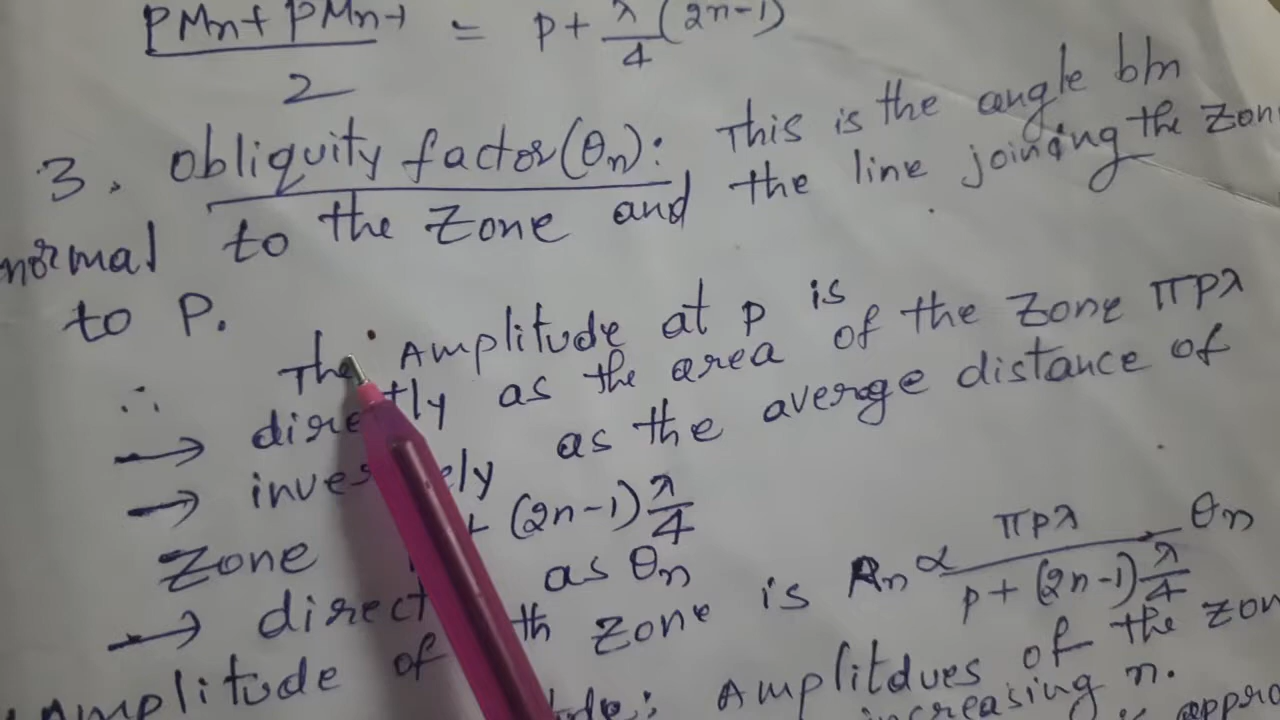 PMn + PMn-1 / 2 = p + λ/4 (2n-1)
3. Obliquity factor (θn): This is the angle b/n
normal to the zone and the line joining the zon
to P.
∴ The Amplitude at p is
→ directly as the area of the zone πpλ
→ inversely as the average distance of
zone + (2n-1) λ/4
→ direct as θn
Amplitude of th zone is Rn ∝ πpλ / p + (2n-1) λ/4 θn
: Amplitdues of the zon
increasing n.
appro